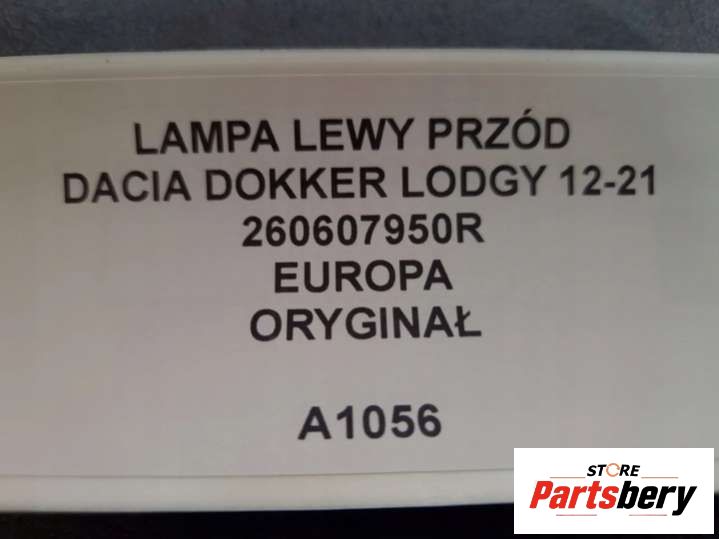 LAMPA LEWY PRZÓD
DACIA DOKKER LODGY 12-21
260607950R
EUROPA
ORYGINAŁ
A1056
STORE
Partsbery